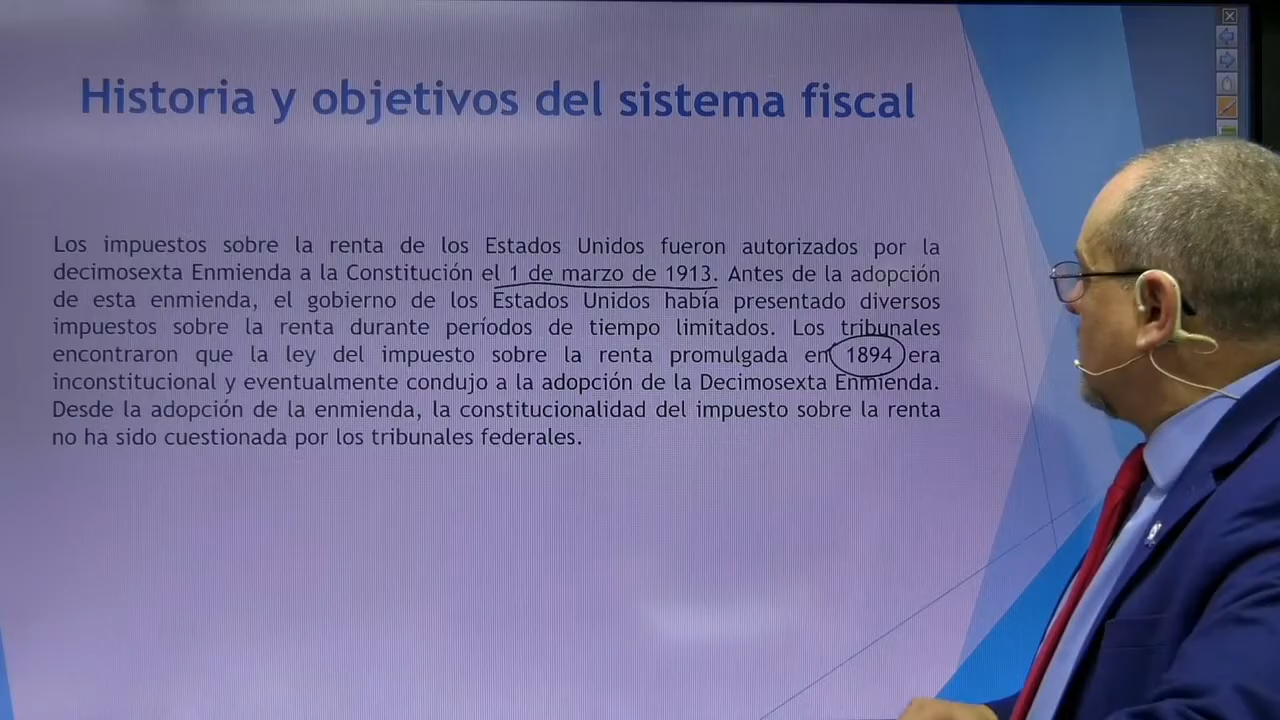 Historia y objetivos del sistema fiscal
Los impuestos sobre la renta de los Estados Unidos fueron autorizados por la
decimosexta Enmienda a la Constitución el 1 de marzo de 1913. Antes de la adopción
de esta enmienda, el gobierno de los Estados Unidos había presentado diversos
impuestos sobre la renta durante períodos de tiempo limitados. Los tribunales
encontraron que la ley del impuesto sobre la renta promulgada en 1894 era
inconstitucional y eventualmente condujo a la adopción de la Decimosexta Enmienda.
Desde la adopción de la enmienda, la constitucionalidad del impuesto sobre la renta
no ha sido cuestionada por los tribunales federales.